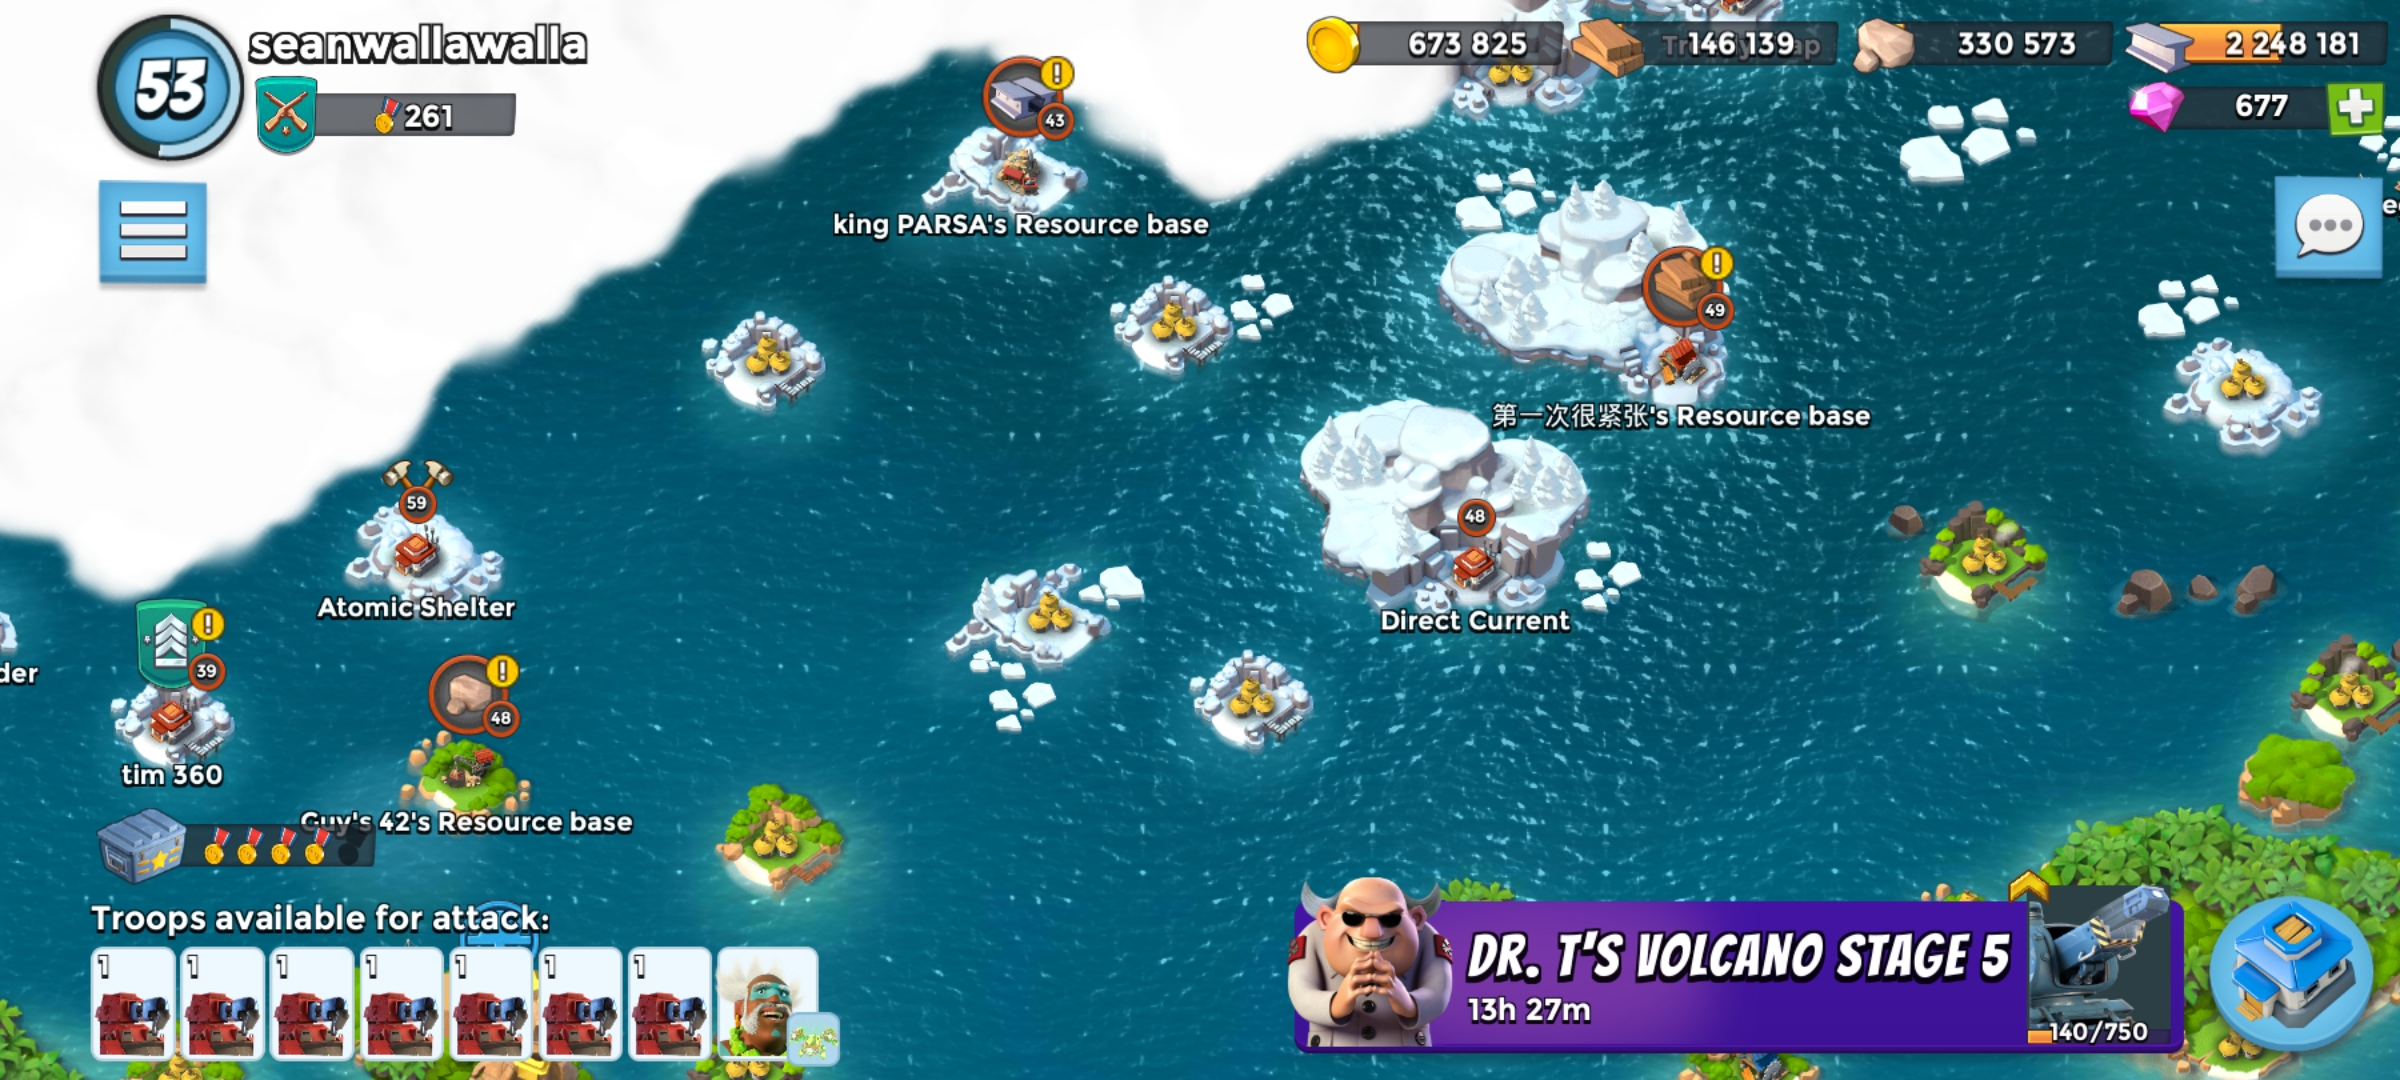 53
seanwallawalla
261
673 825
146 139
330 573
2 248 181
677
43
king PARSA's Resource base
49
第一次很紧张's Resource base
59
Atomic Shelter
48
Direct Current
der
39
tim 360
48
Guy's 42's Resource base
Troops available for attack:
1
1
1
1
1
1
1
DR. T'S VOLCANO STAGE 5
13h 27m
140/750